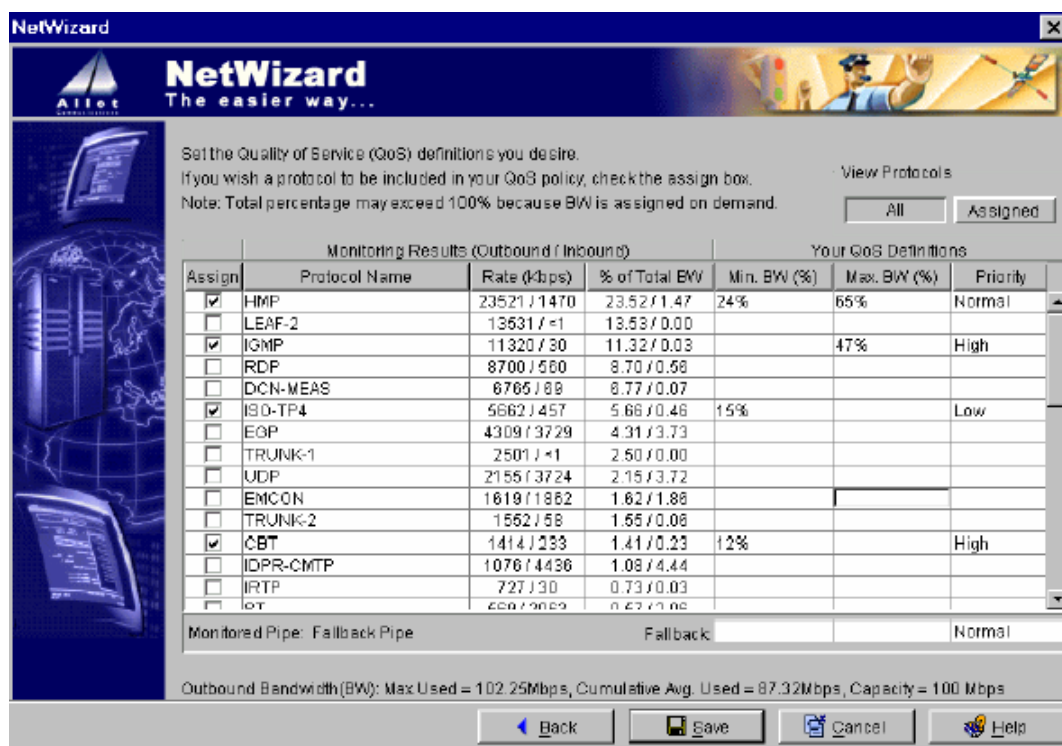 NetWizard
Allot
Communications
NetWizard
The easier way...
Set the Quality of Service (QoS) definitions you desire.
If you wish a protocol to be included in your QoS policy, check the assign box.
Note: Total percentage may exceed 100% because BW is assigned on demand.
View Protocols
All Assigned
Monitoring Results (Outbound / Inbound) Your QoS Definitions
Assign Protocol Name Rate (Kbps) % of Total BW Min. BW (%) Max. BW (%) Priority
HMP 23521 / 1470 23.52 / 1.47 24% 65% Normal
LEAF-2 13531 / <1 13.53 / 0.00
IGMP 11320 / 30 11.32 / 0.03 47% High
RDP 8700 / 560 8.70 / 0.56
DCN-MEAS 6765 / 69 6.77 / 0.07
ISO-TP4 5662 / 457 5.66 / 0.46 15% Low
EGP 4309 / 3729 4.31 / 3.73
TRUNK-1 2501 / <1 2.50 / 0.00
UDP 2155 / 3724 2.15 / 3.72
EMCON 1619 / 1862 1.62 / 1.86
TRUNK-2 1552 / 58 1.55 / 0.06
CBT 1414 / 233 1.41 / 0.23 12% High
IDPR-CMTP 1076 / 4436 1.08 / 4.44
IRTP 727 / 30 0.73 / 0.03
Monitored Pipe: Fallback Pipe Fallback Normal
Outbound Bandwidth(BW): Max Used = 102.25Mbps, Cumulative Avg. Used = 87.32Mbps, Capacity = 100 Mbps
Back Save Cancel Help